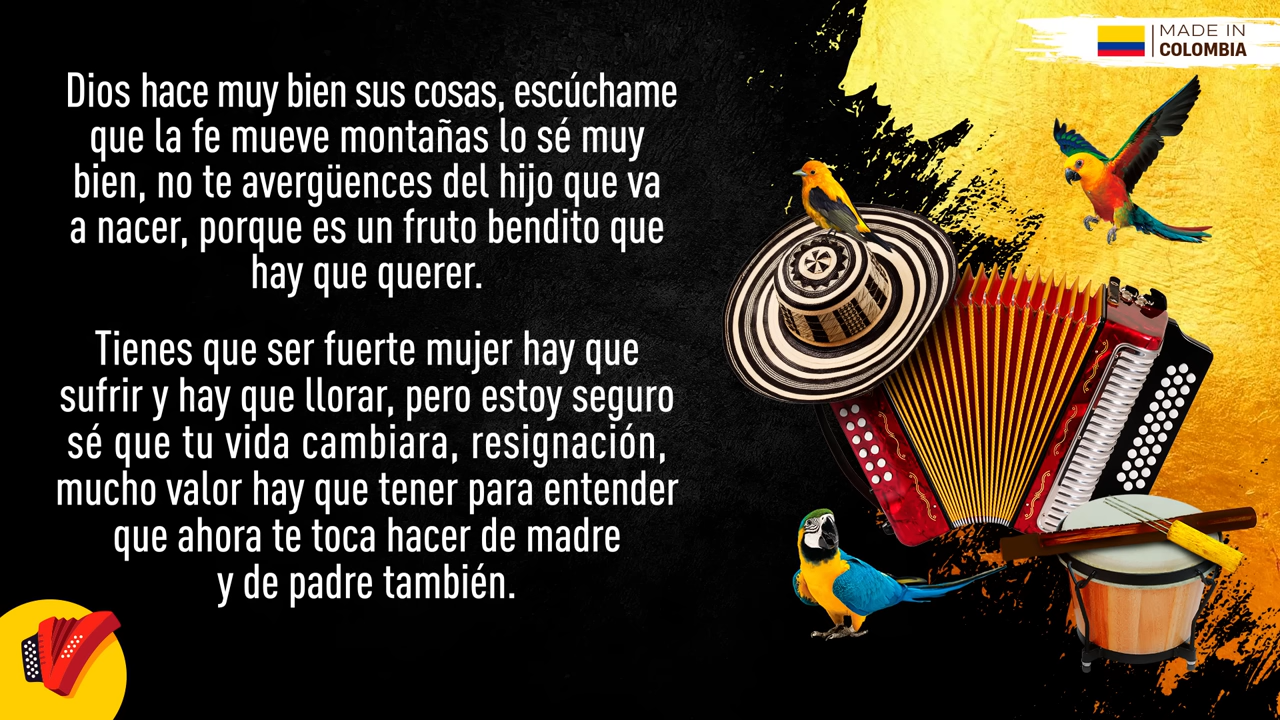 MADE IN
COLOMBIA
Dios hace muy bien sus cosas, escúchame
que la fe mueve montañas lo sé muy
bien, no te avergüences del hijo que va
a nacer, porque es un fruto bendito que
hay que querer.
Tienes que ser fuerte mujer hay que
sufrir y hay que llorar, pero estoy seguro
sé que tu vida cambiara, resignación,
mucho valor hay que tener para entender
que ahora te toca hacer de madre
y de padre también.